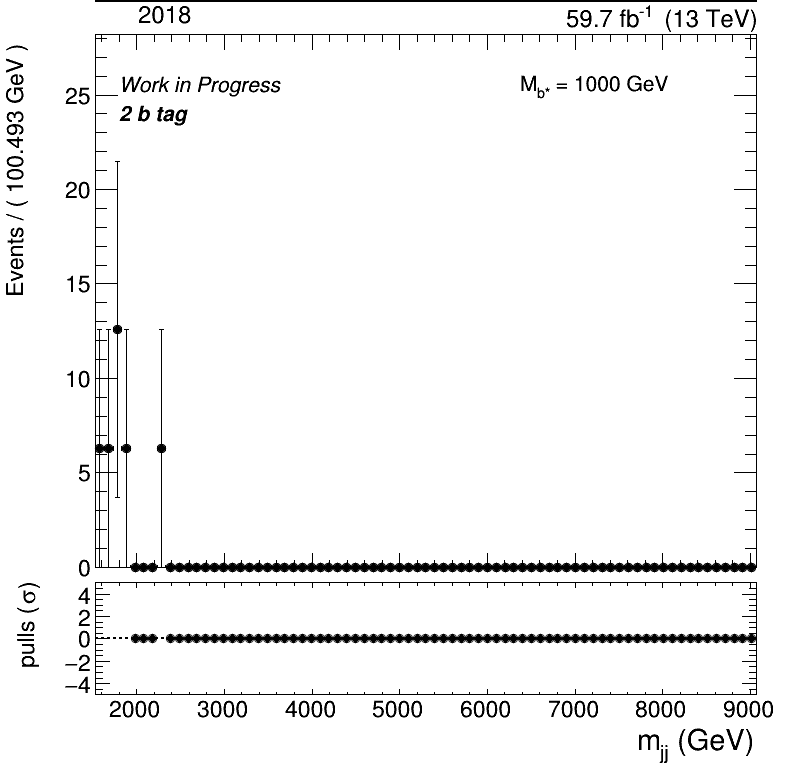 2018 59.7 fb⁻¹ (13 TeV)
Work in Progress
2 b tag
M_b* = 1000 GeV
Events / ( 100.493 GeV )
25
20
15
10
5
0
pulls (σ)
4
2
0
−2
−4
2000 3000 4000 5000 6000 7000 8000 9000
m_jj (GeV)